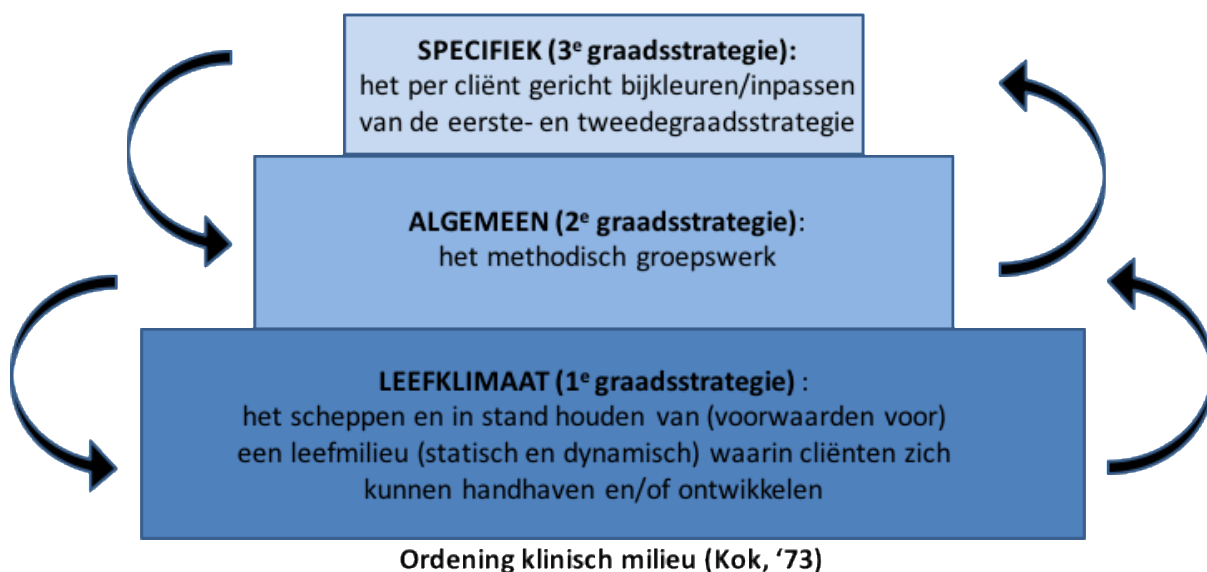 SPECIFIEK (3e graadsstrategie):
het per cliënt gericht bijkleuren/inpassen
van de eerste- en tweedegraadsstrategie
ALGEMEEN (2e graadsstrategie):
het methodisch groepswerk
LEEFKLIMAAT (1e graadsstrategie) :
het scheppen en in stand houden van (voorwaarden voor)
een leefmilieu (statisch en dynamisch) waarin cliënten zich
kunnen handhaven en/of ontwikkelen
Ordening klinisch milieu (Kok, ‘73)